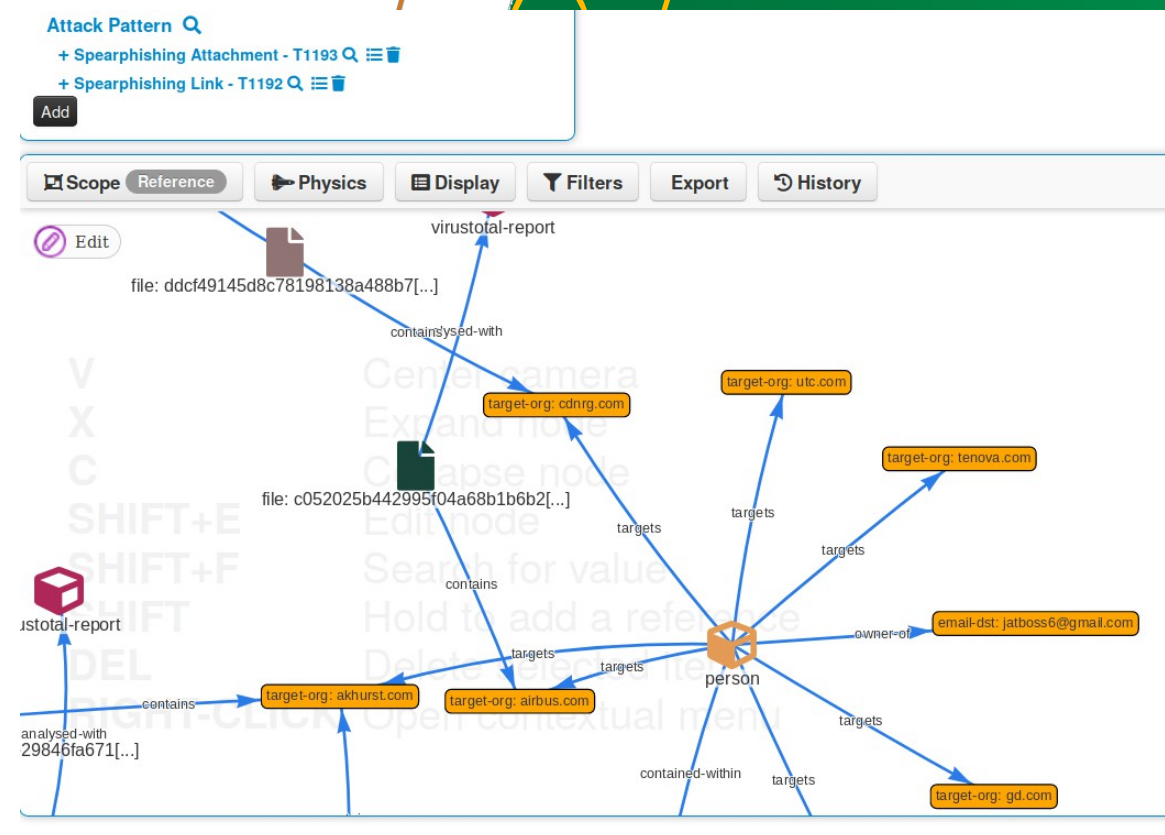 Attack Pattern
+ Spearphishing Attachment - T1193
+ Spearphishing Link - T1192
Add
Scope Reference Physics Display Filters Export History
Edit
virustotal-report
file: ddcf49145d8c78198138a488b7[...]
contains lysed-with
V Center camera
target-org: utc.com
target-org: cdnrg.com
X Expand node
target-org: tenova.com
C Collapse node
file: c052025b442995f04a68b1b6b2[...]
targets
SHIFT+E Edit node
targets
targets
SHIFT+F Search for value
contains
SHIFT Hold to add a reference
ustotal-report
email-dst: jatboss6@gmail.com
owner-of
targets
targets
DEL Delete selected item
person
target-org: akhurst.com
target-org: airbus.com
contains
RIGHT-CLICK Open contextual menu
targets
analysed-with
29846fa671[...]
contained-within
targets
target-org: gd.com